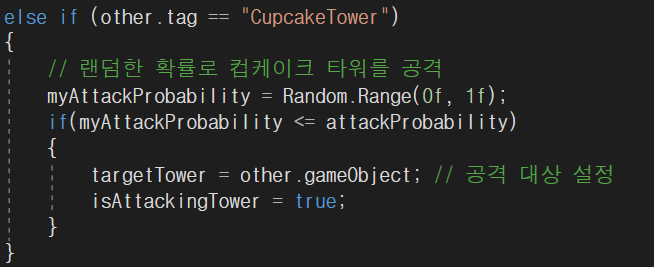 else if (other.tag == "CupcakeTower")
{
// 랜덤한 확률로 컵케이크 타워를 공격
myAttackProbability = Random.Range(0f, 1f);
if(myAttackProbability <= attackProbability)
{
targetTower = other.gameObject; // 공격 대상 설정
isAttackingTower = true;
}
}